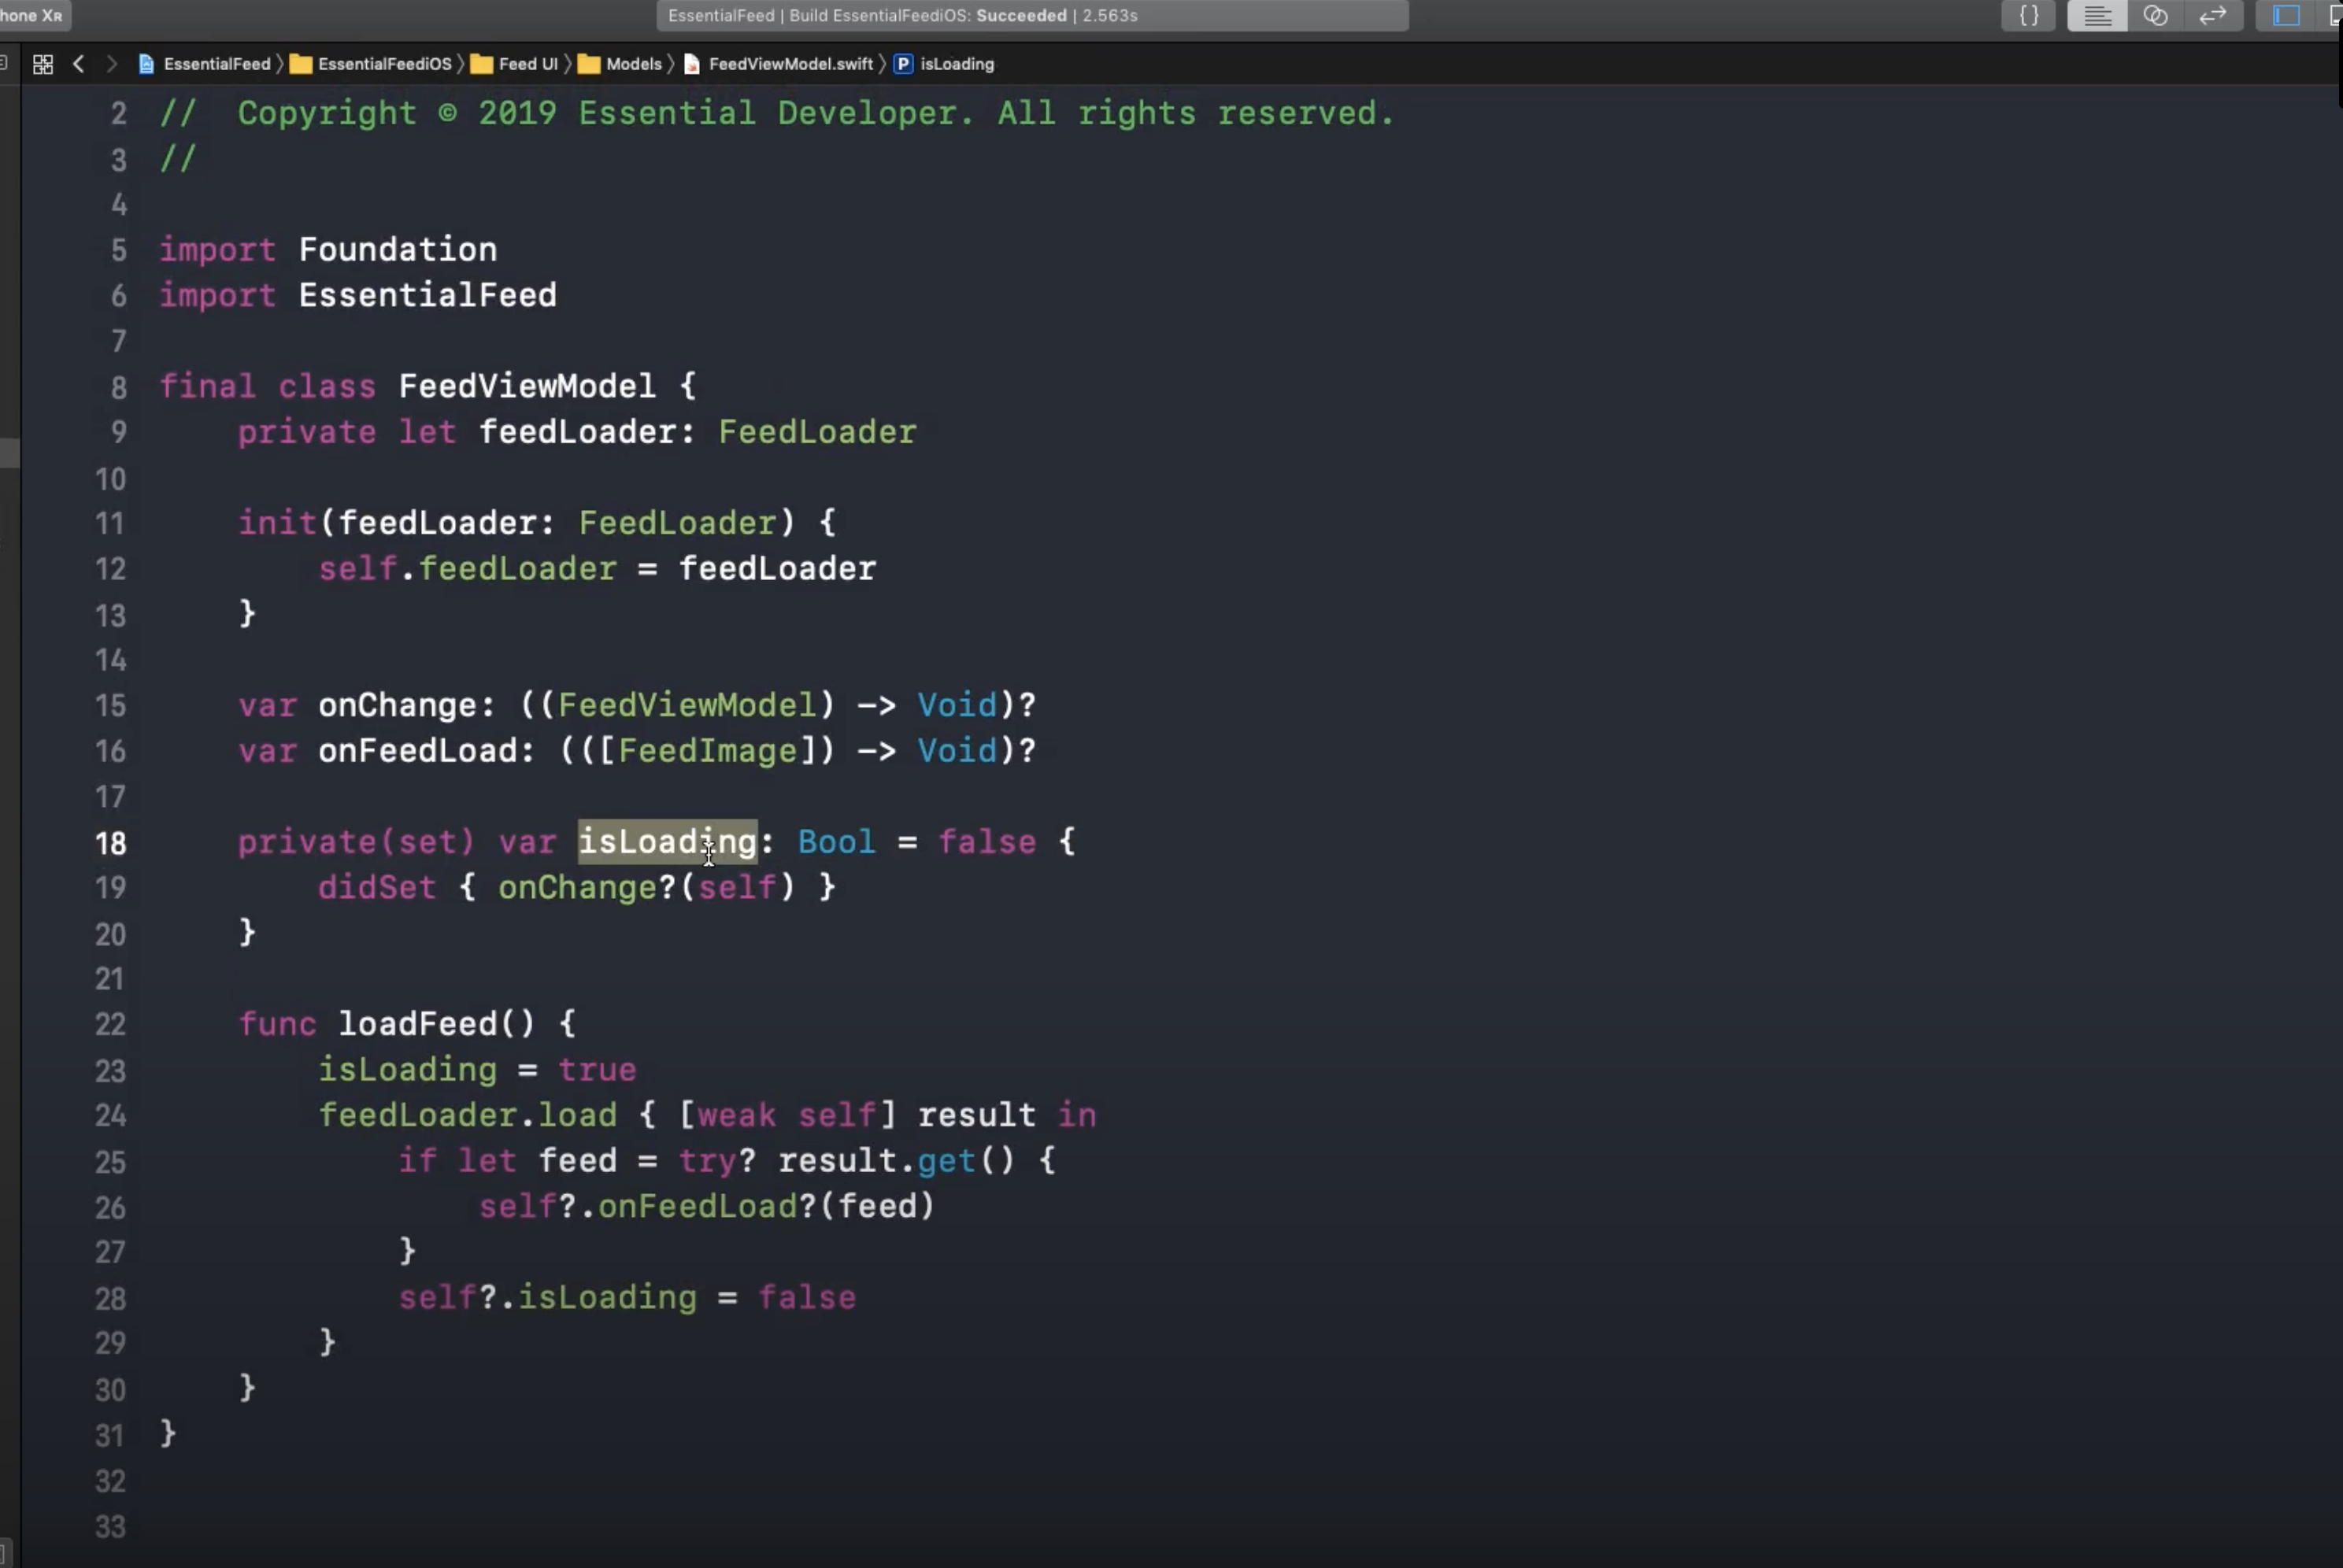 hone XR
EssentialFeed | Build EssentialFeediOS: Succeeded | 2.563s
EssentialFeed 〉 EssentialFeediOS 〉 Feed UI 〉 Models 〉 FeedViewModel.swift 〉 P isLoading
2 //  Copyright © 2019 Essential Developer. All rights reserved.
3 //
4
5 import Foundation
6 import EssentialFeed
7
8 final class FeedViewModel {
9     private let feedLoader: FeedLoader
10
11     init(feedLoader: FeedLoader) {
12         self.feedLoader = feedLoader
13     }
14
15     var onChange: ((FeedViewModel) -> Void)?
16     var onFeedLoad: (([FeedImage]) -> Void)?
17
18     private(set) var isLoading: Bool = false {
19         didSet { onChange?(self) }
20     }
21
22     func loadFeed() {
23         isLoading = true
24         feedLoader.load { [weak self] result in
25             if let feed = try? result.get() {
26                 self?.onFeedLoad?(feed)
27             }
28             self?.isLoading = false
29         }
30     }
31 }
32
33